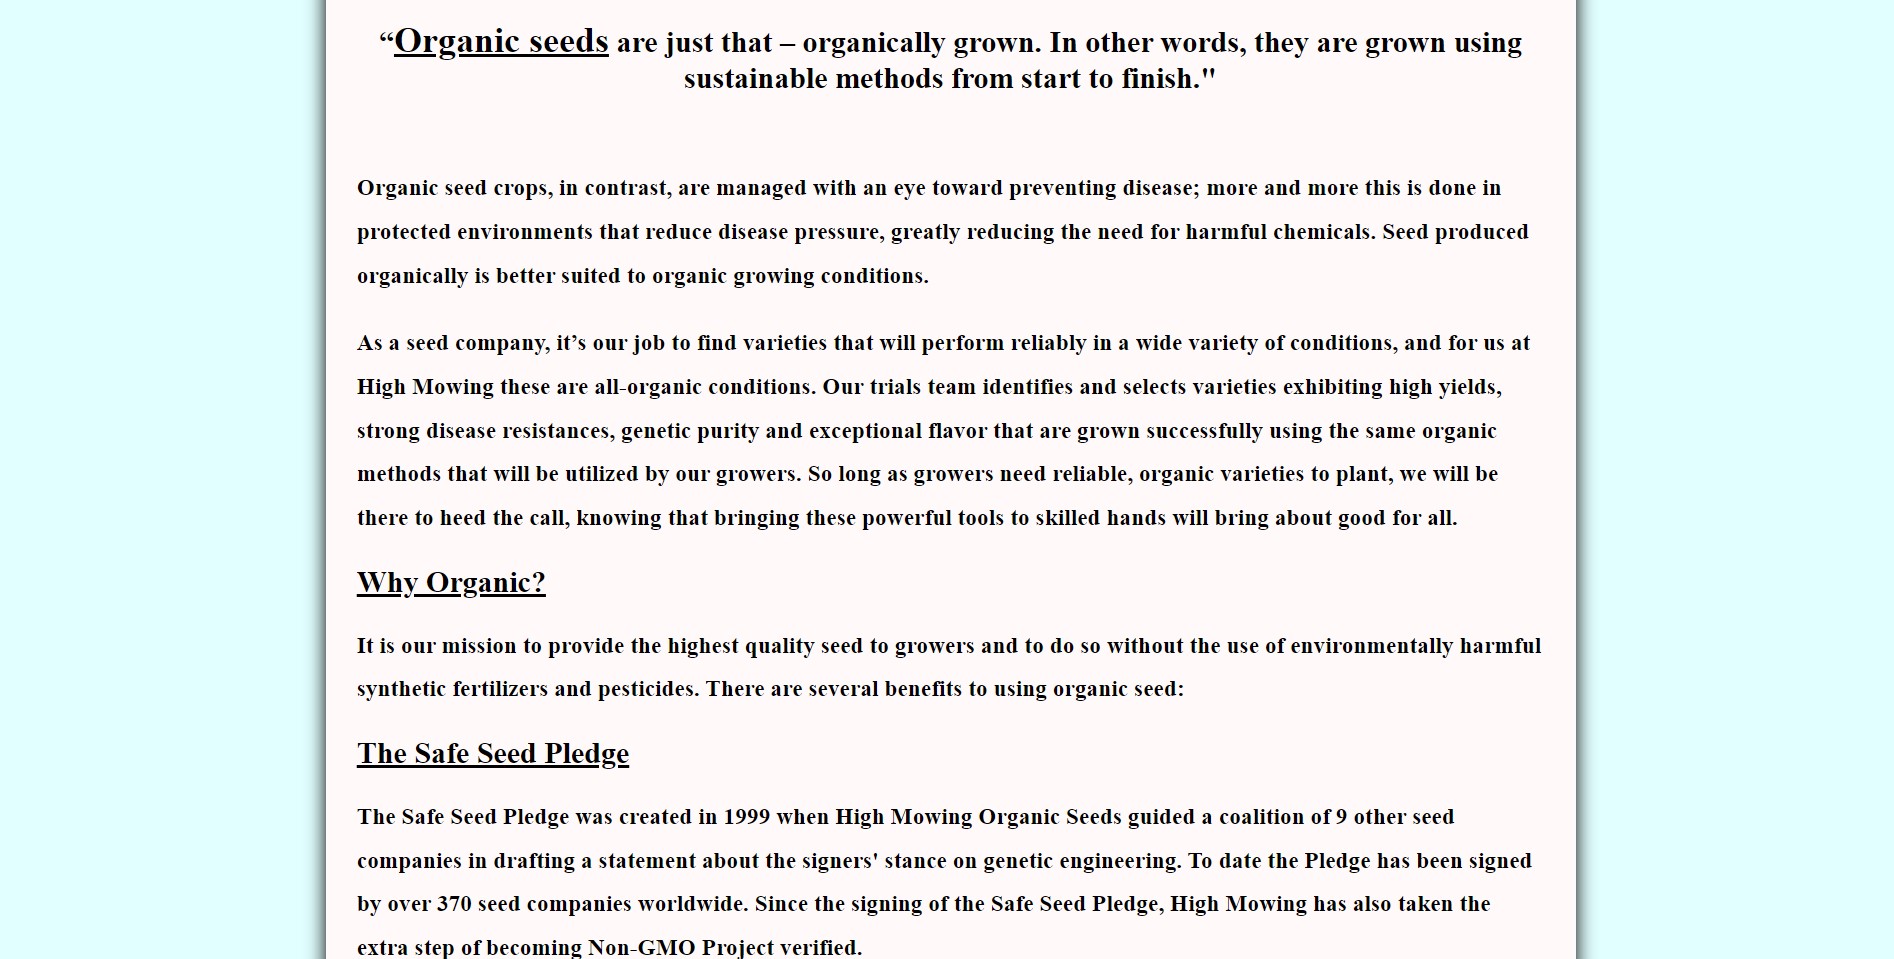 “Organic seeds are just that – organically grown. In other words, they are grown using
sustainable methods from start to finish."
Organic seed crops, in contrast, are managed with an eye toward preventing disease; more and more this is done in
protected environments that reduce disease pressure, greatly reducing the need for harmful chemicals. Seed produced
organically is better suited to organic growing conditions.
As a seed company, it’s our job to find varieties that will perform reliably in a wide variety of conditions, and for us at
High Mowing these are all-organic conditions. Our trials team identifies and selects varieties exhibiting high yields,
strong disease resistances, genetic purity and exceptional flavor that are grown successfully using the same organic
methods that will be utilized by our growers. So long as growers need reliable, organic varieties to plant, we will be
there to heed the call, knowing that bringing these powerful tools to skilled hands will bring about good for all.
Why Organic?
It is our mission to provide the highest quality seed to growers and to do so without the use of environmentally harmful
synthetic fertilizers and pesticides. There are several benefits to using organic seed:
The Safe Seed Pledge
The Safe Seed Pledge was created in 1999 when High Mowing Organic Seeds guided a coalition of 9 other seed
companies in drafting a statement about the signers' stance on genetic engineering. To date the Pledge has been signed
by over 370 seed companies worldwide. Since the signing of the Safe Seed Pledge, High Mowing has also taken the
extra step of becoming Non-GMO Project verified.